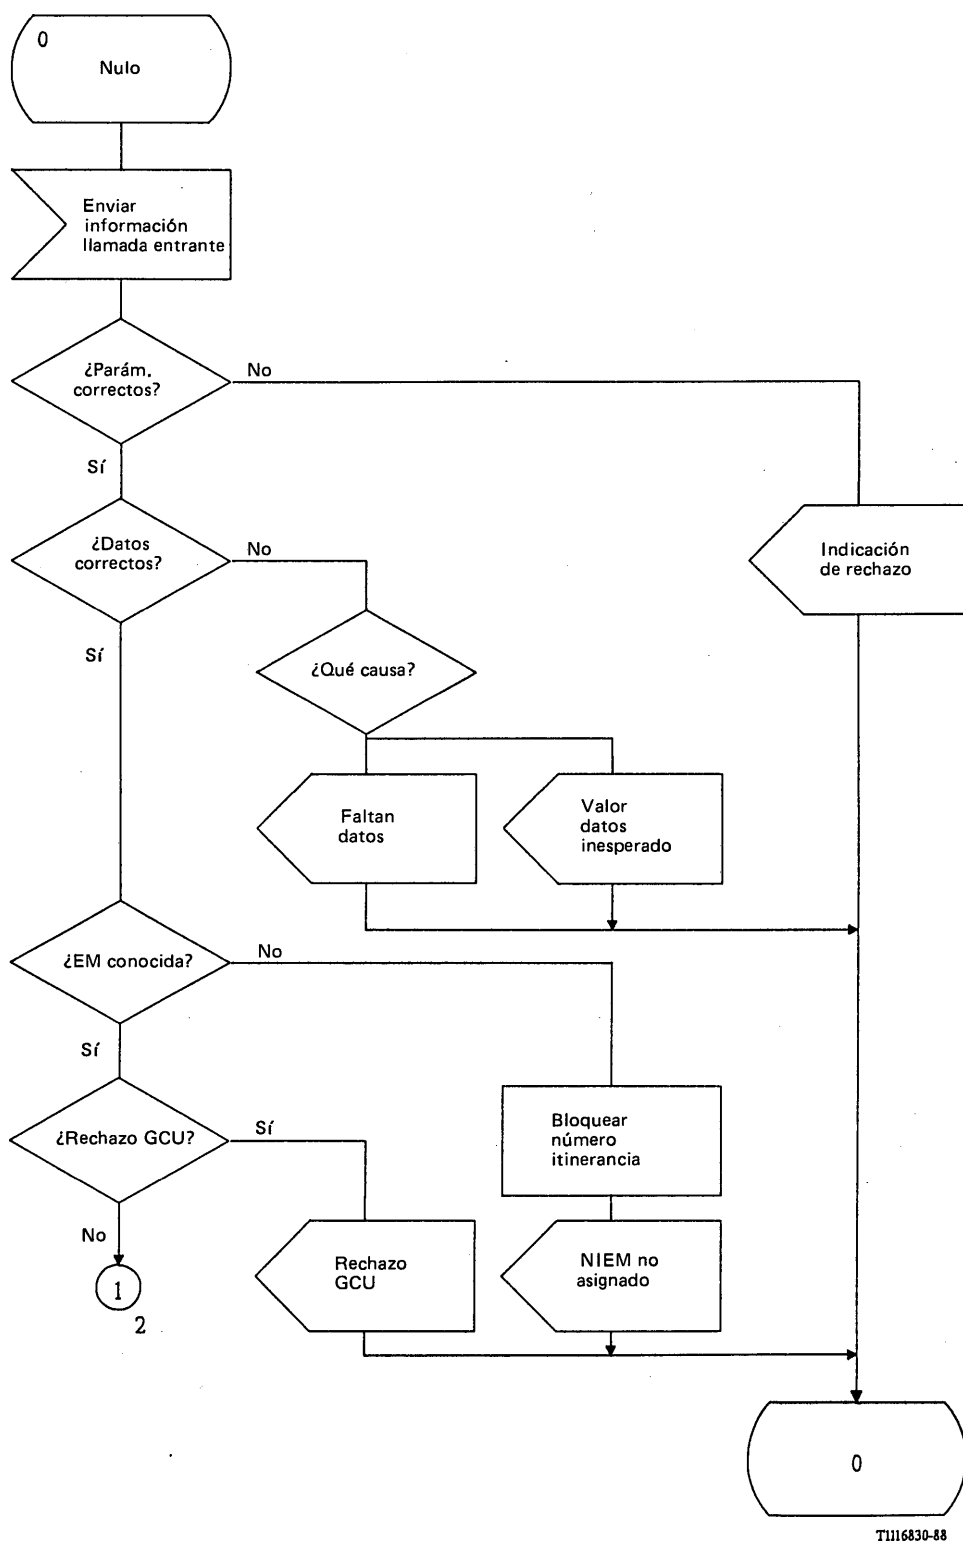 0
Nulo
Enviar
información
llamada entrante
¿Parám.
correctos?
No
Sí
¿Datos
correctos?
No
Indicación
de rechazo
Sí
¿Qué causa?
Faltan
datos
Valor
datos
inesperado
¿EM conocida?
No
Sí
Bloquear
número
itinerancia
¿Rechazo GCU?
Sí
No
Rechazo
GCU
NIEM no
asignado
1
2
0
T1116830-88